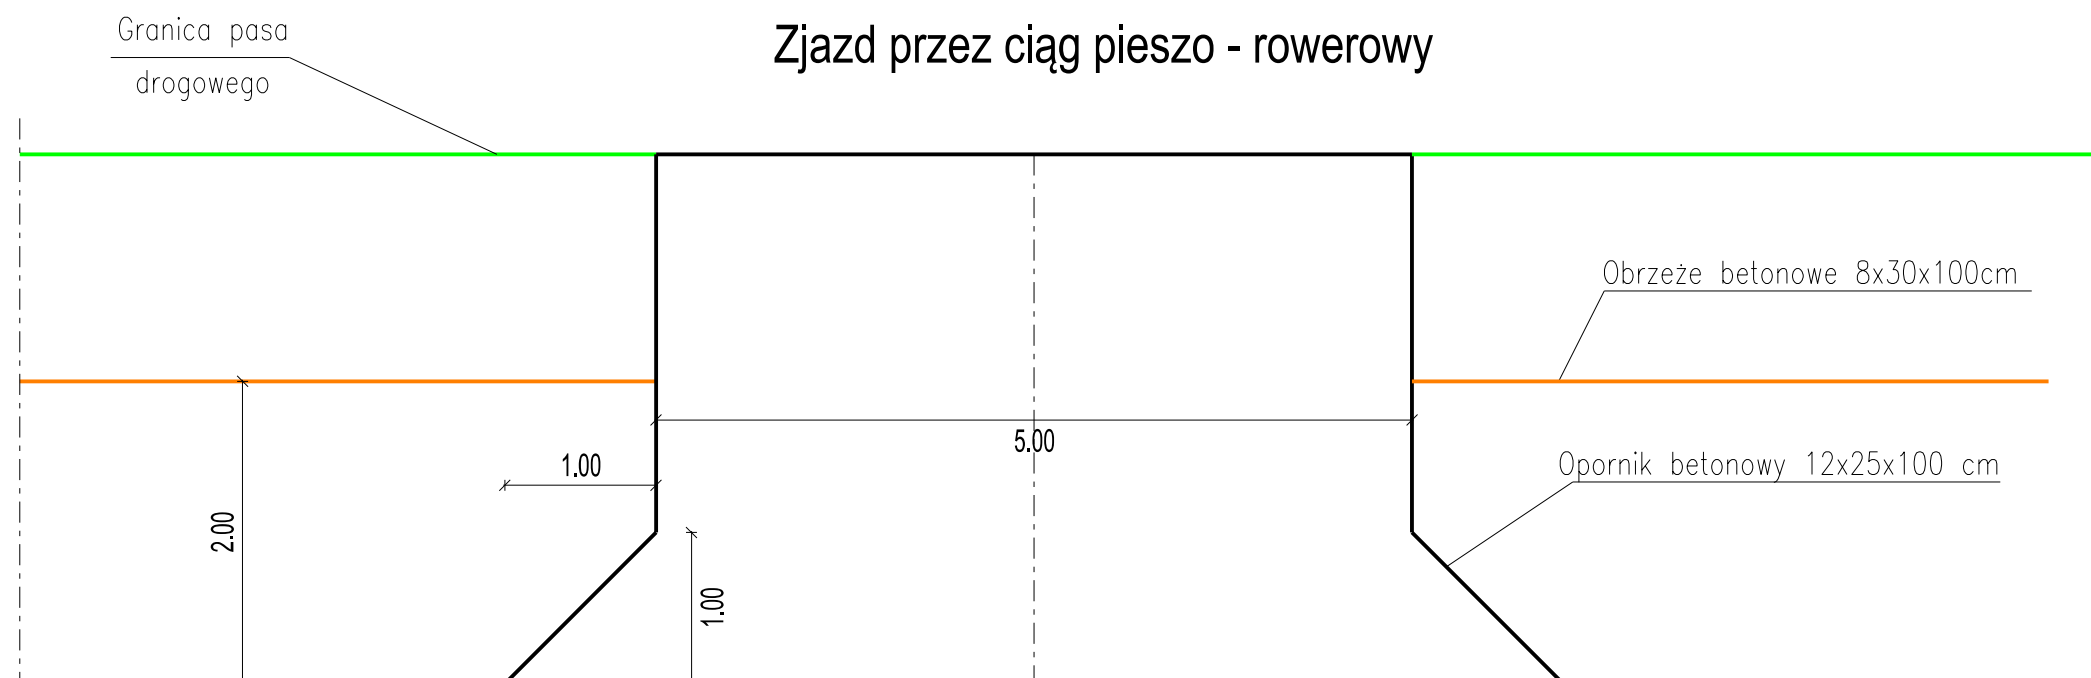 Zjazd przez ciąg pieszo - rowerowy
Granica pasa
drogowego
Obrzeże betonowe 8x30x100cm
5.00
1.00
Opornik betonowy 12x25x100 cm
2.00
1.00